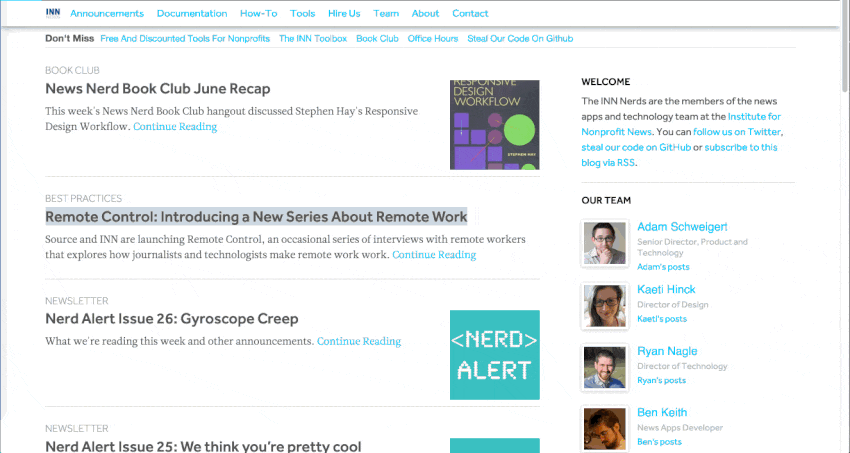 INN Announcements Documentation How-To Tools Hire Us Team About Contact
Don't Miss Free And Discounted Tools For Nonprofits The INN Toolbox Book Club Office Hours Steal Our Code On Github
BOOK CLUB
News Nerd Book Club June Recap
This week's News Nerd Book Club hangout discussed Stephen Hay's Responsive
Design Workflow. Continue Reading
RESPONSIVE
DESIGN
WORKFLOW
STEPHEN HAY
BEST PRACTICES
Remote Control: Introducing a New Series About Remote Work
Source and INN are launching Remote Control, an occasional series of interviews with remote workers
that explores how journalists and technologists make remote work work. Continue Reading
NEWSLETTER
Nerd Alert Issue 26: Gyroscope Creep
What we're reading this week and other announcements. Continue Reading
<NERD>
ALERT
NEWSLETTER
Nerd Alert Issue 25: We think you're pretty cool
WELCOME
The INN Nerds are the members of the news
apps and technology team at the Institute for
Nonprofit News. You can follow us on Twitter,
steal our code on GitHub or subscribe to this
blog via RSS.
OUR TEAM
Adam Schweigert
Senior Director, Product and
Technology
Adam's posts
Kaeti Hinck
Director of Design
Kaeti's posts
Ryan Nagle
Director of Technology
Ryan's posts
Ben Keith
News Apps Developer
Ben's posts